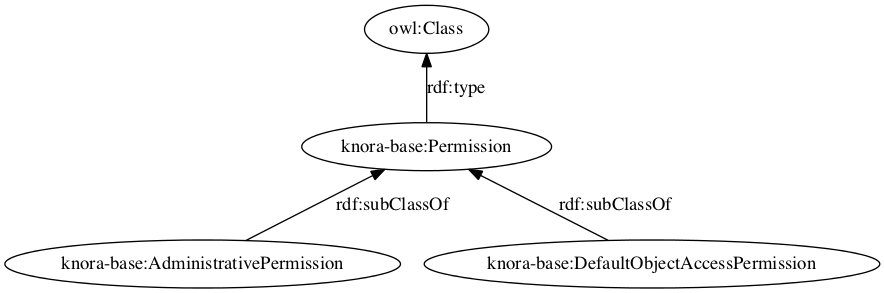 owl:Class
rdf:type
knora-base:Permission
rdf:subClassOf
rdf:subClassOf
knora-base:AdministrativePermission
knora-base:DefaultObjectAccessPermission